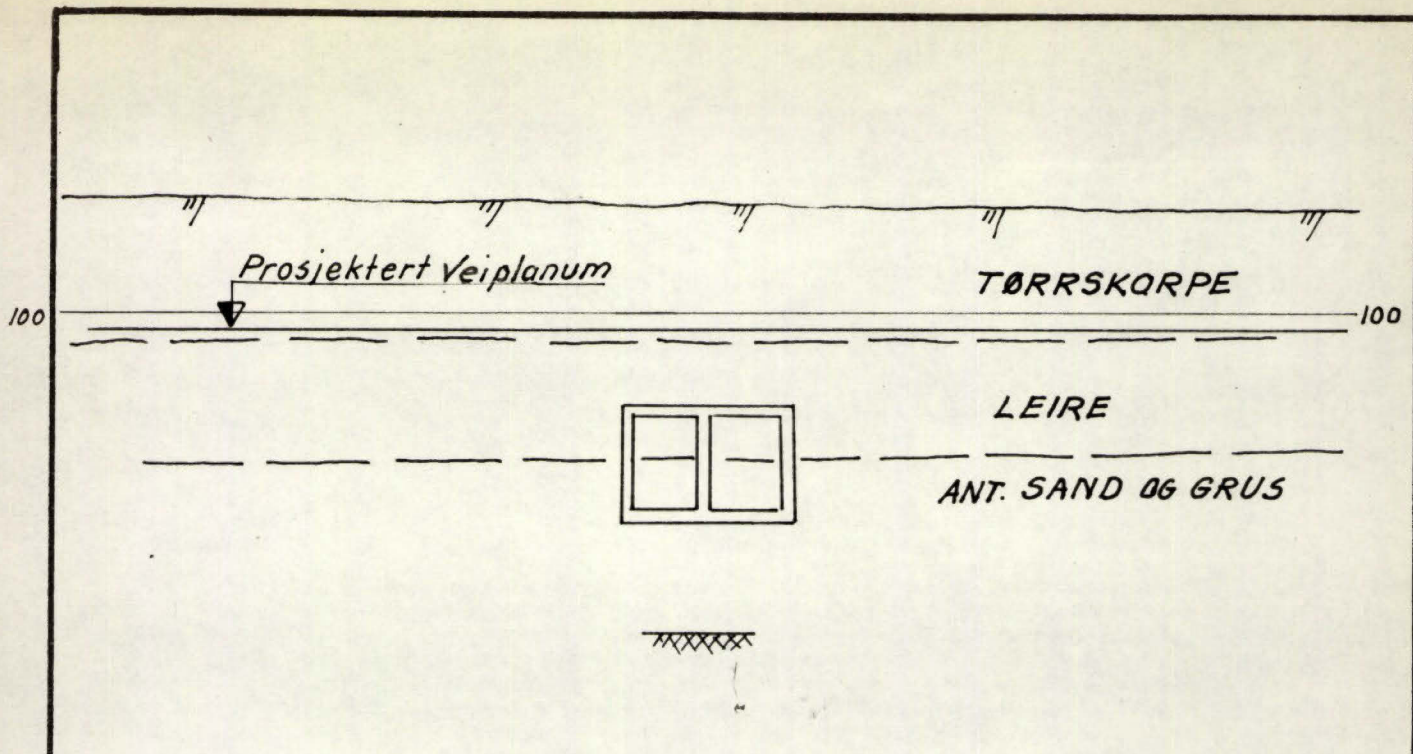 Prosjektert Veiplanum
TØRRSKORPE
100
100
LEIRE
ANT. SAND OG GRUS